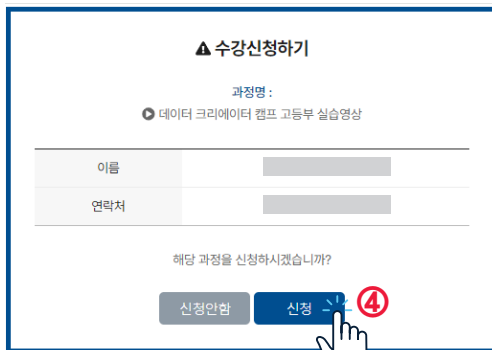 수강신청하기
과정명 :
데이터 크리에이터 캠프 고등부 실습영상
이름
연락처
해당 과정을 신청하시겠습니까?
신청안함 신청 ④